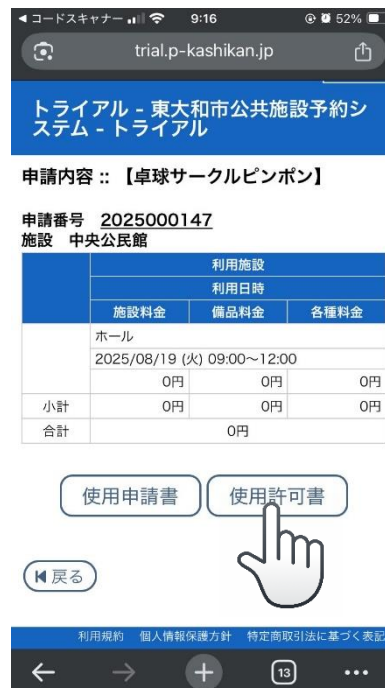 コードスキャナー 9:16 52%
trial.p-kashikan.jp
トライアル - 東大和市公共施設予約シ
ステム - トライアル
申請内容 :: 【卓球サークルピンポン】
申請番号 2025000147
施設 中央公民館
利用施設
利用日時
施設料金 備品料金 各種料金
ホール
2025/08/19 (火) 09:00～12:00
0円 0円 0円
小計 0円 0円 0円
合計 0円
使用申請書 使用許可書
戻る
利用規約 個人情報保護方針 特定商取引法に基づく表記
13